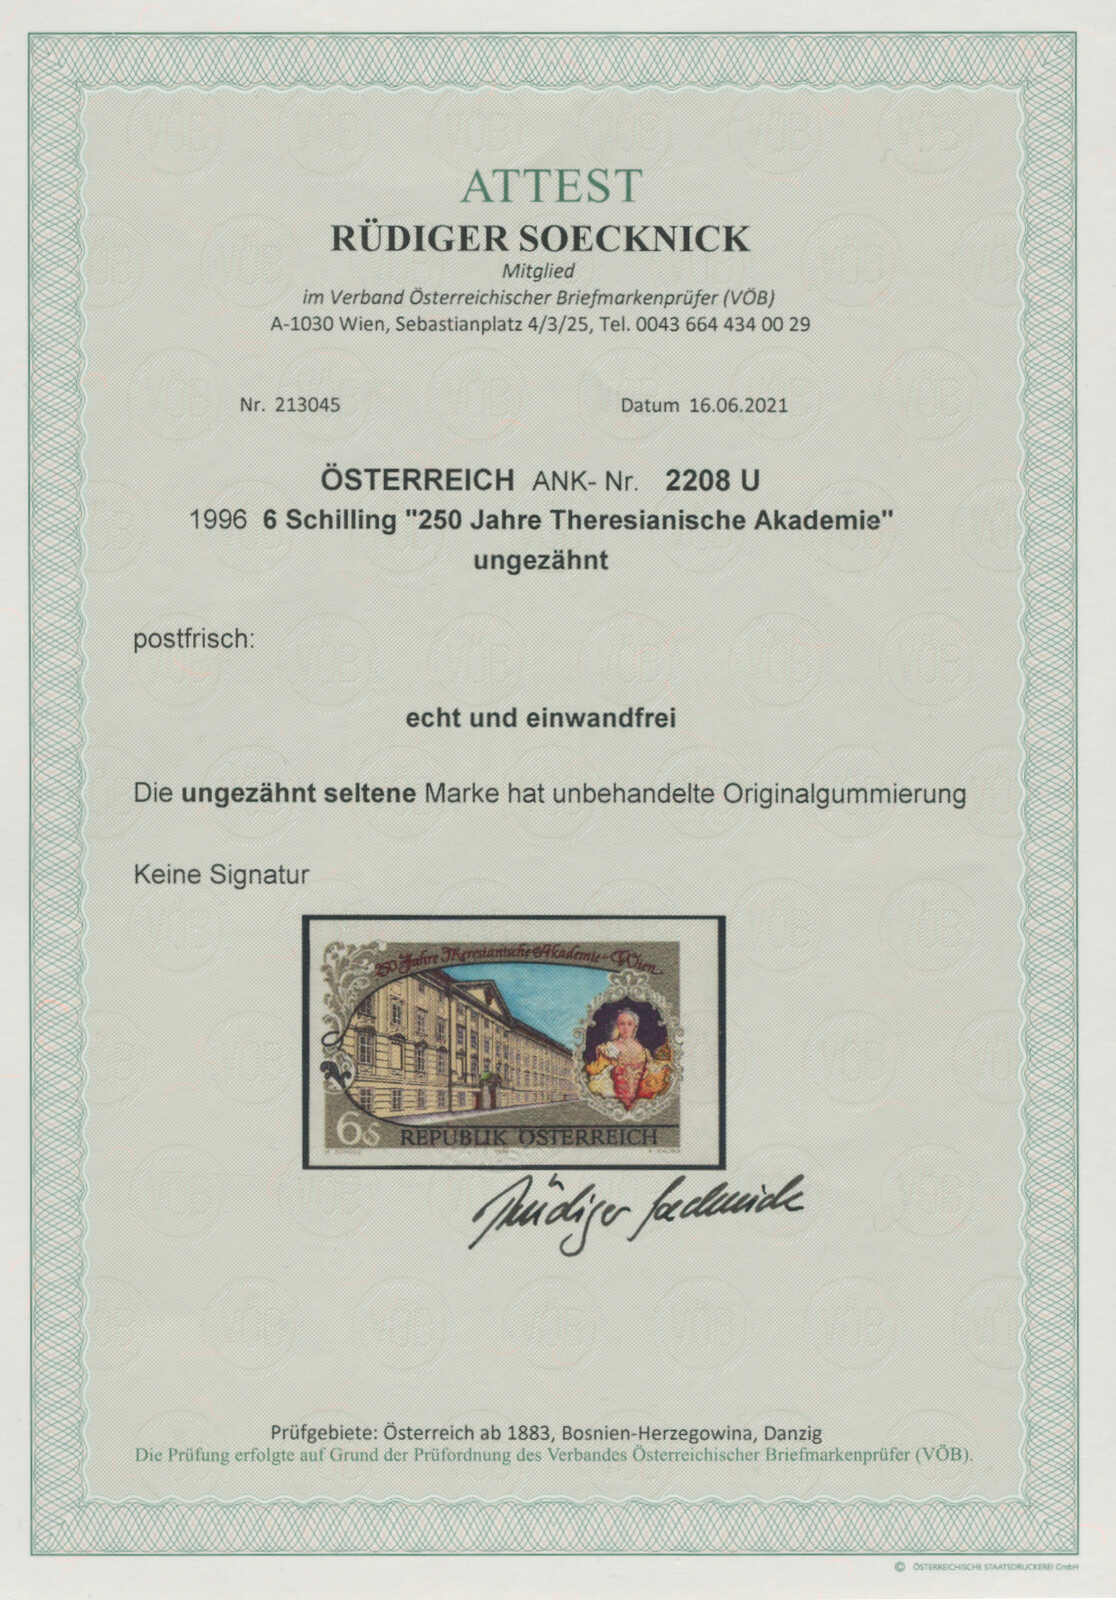 ATTEST
RÜDIGER SOECKNICK
Mitglied
im Verband Österreichischer Briefmarkenprüfer (VÖB)
A-1030 Wien, Sebastianplatz 4/3/25, Tel. 0043 664 434 00 29
Nr. 213045 Datum 16.06.2021
ÖSTERREICH ANK- Nr. 2208 U
1996 6 Schilling "250 Jahre Theresianische Akademie"
ungezähnt
postfrisch:
echt und einwandfrei
Die ungezähnt seltene Marke hat unbehandelte Originalgummierung
Keine Signatur
250 Jahre Theresianische Akademie-Wien
6S REPUBLIK ÖSTERREICH
Rüdiger Soecknick
Prüfgebiete: Österreich ab 1883, Bosnien-Herzegowina, Danzig
Die Prüfung erfolgte auf Grund der Prüfordnung des Verbandes Österreichischer Briefmarkenprüfer (VÖB).
© ÖSTERREICHISCHE STAATSDRUCKEREI GmbH